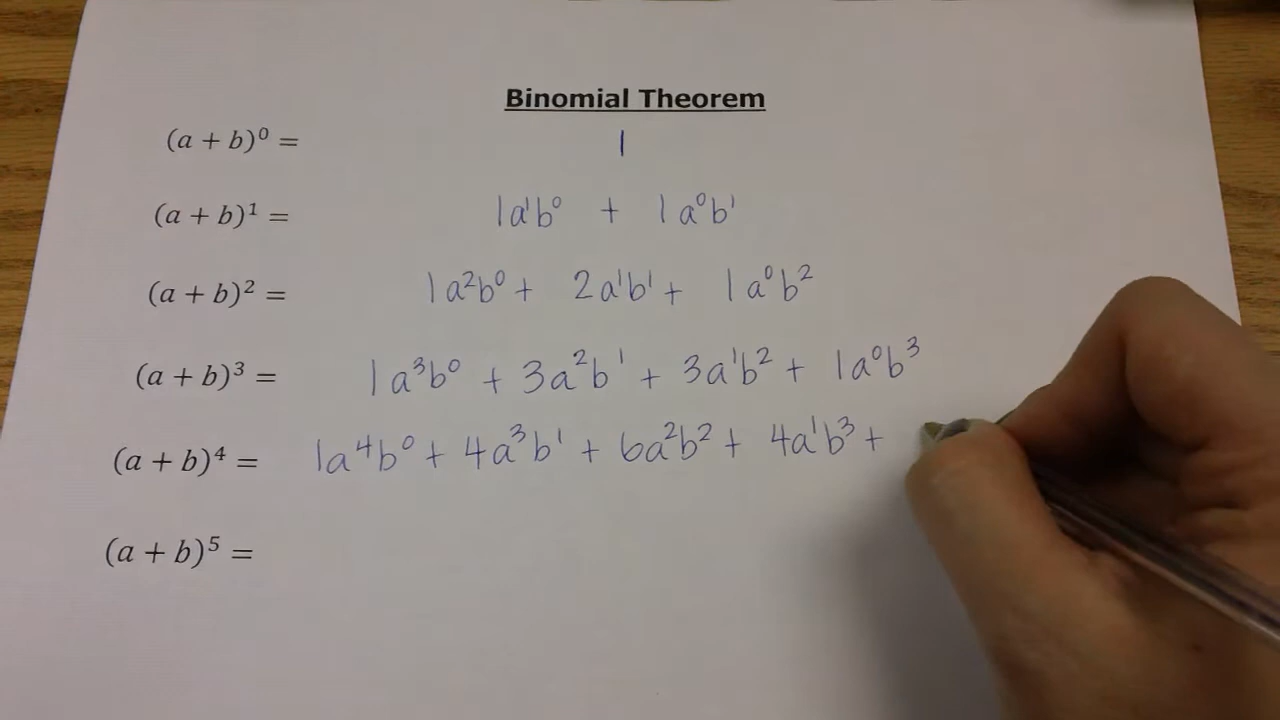 Binomial Theorem
(a + b)⁰ = 1
(a + b)¹ = 1a¹b⁰ + 1a⁰b¹
(a + b)² = 1a²b⁰ + 2a¹b¹ + 1a⁰b²
(a + b)³ = 1a³b⁰ + 3a²b¹ + 3a¹b² + 1a⁰b³
(a + b)⁴ = 1a⁴b⁰ + 4a³b¹ + 6a²b² + 4a¹b³ +
(a + b)⁵ =